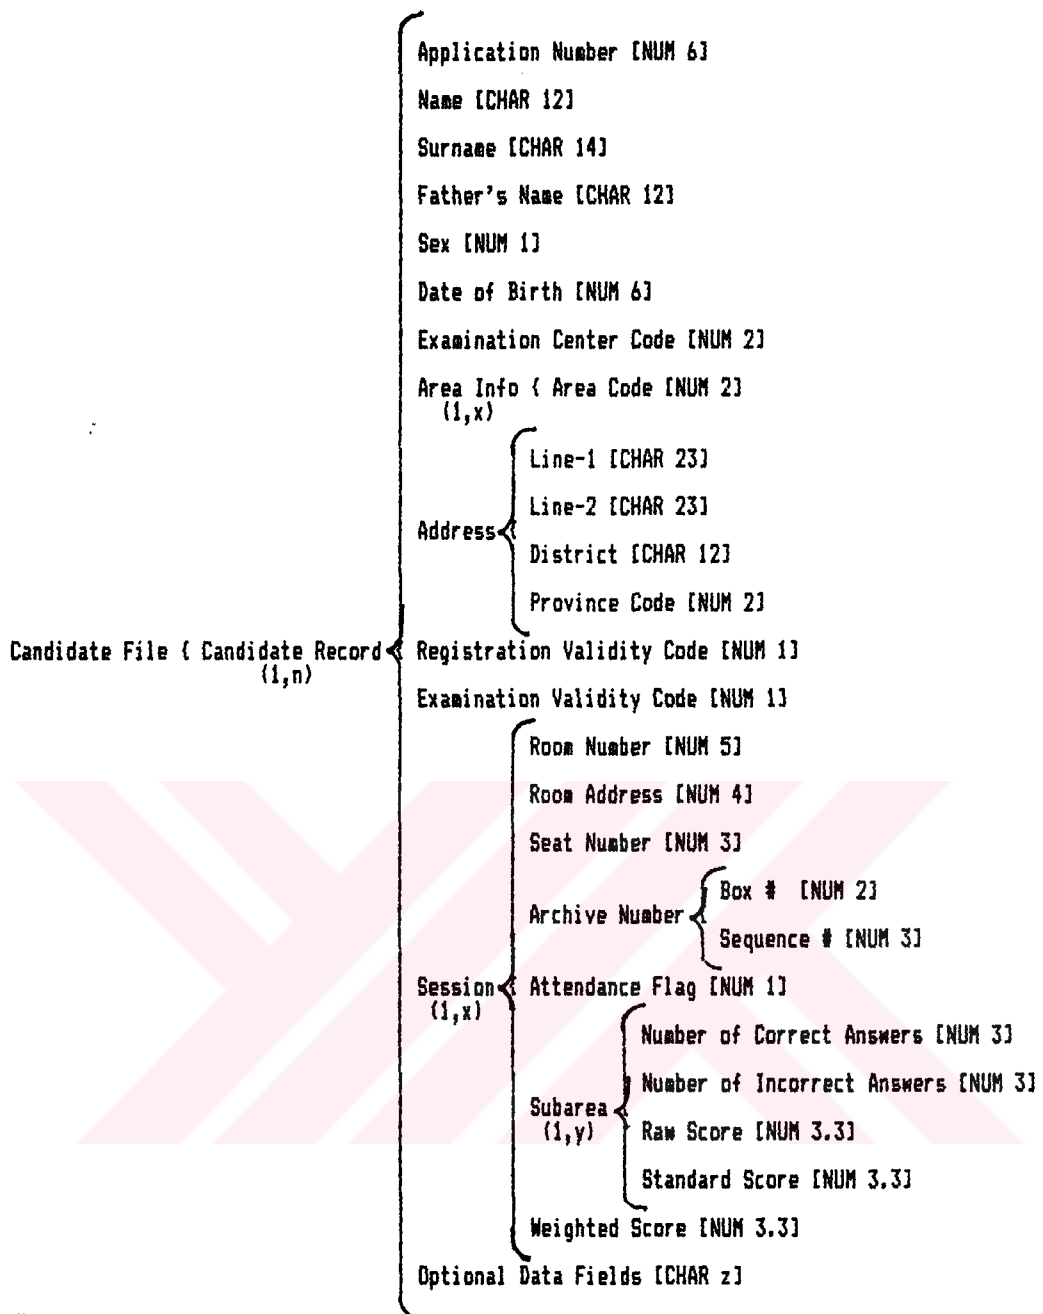 Application Number [NUM 6]
Name [CHAR 12]
Surname [CHAR 14]
Father's Name [CHAR 12]
Sex [NUM 1]
Date of Birth [NUM 6]
Examination Center Code [NUM 2]
Area Info { Area Code [NUM 2]
(1,x)
Line-1 [CHAR 23]
Line-2 [CHAR 23]
Address
District [CHAR 12]
Province Code [NUM 2]
Candidate File { Candidate Record { Registration Validity Code [NUM 1]
(1,n)
Examination Validity Code [NUM 1]
Room Number [NUM 5]
Room Address [NUM 4]
Seat Number [NUM 3]
Box # [NUM 2]
Archive Number
Sequence # [NUM 3]
Session { Attendance Flag [NUM 1]
(1,x)
Number of Correct Answers [NUM 3]
Number of Incorrect Answers [NUM 3]
Subarea
(1,y)
Raw Score [NUM 3.3]
Standard Score [NUM 3.3]
Weighted Score [NUM 3.3]
Optional Data Fields [CHAR z]